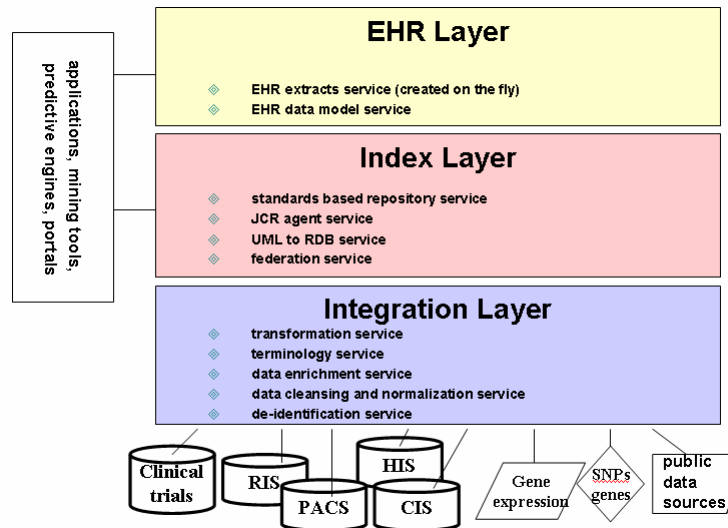 applications, mining tools,
predictive engines, portals
EHR Layer
EHR extracts service (created on the fly)
EHR data model service
Index Layer
standards based repository service
JCR agent service
UML to RDB service
federation service
Integration Layer
transformation service
terminology service
data enrichment service
data cleansing and normalization service
de-identification service
Clinical
trials
RIS
PACS
HIS
CIS
Gene
expression
SNPs
genes
public
data
sources